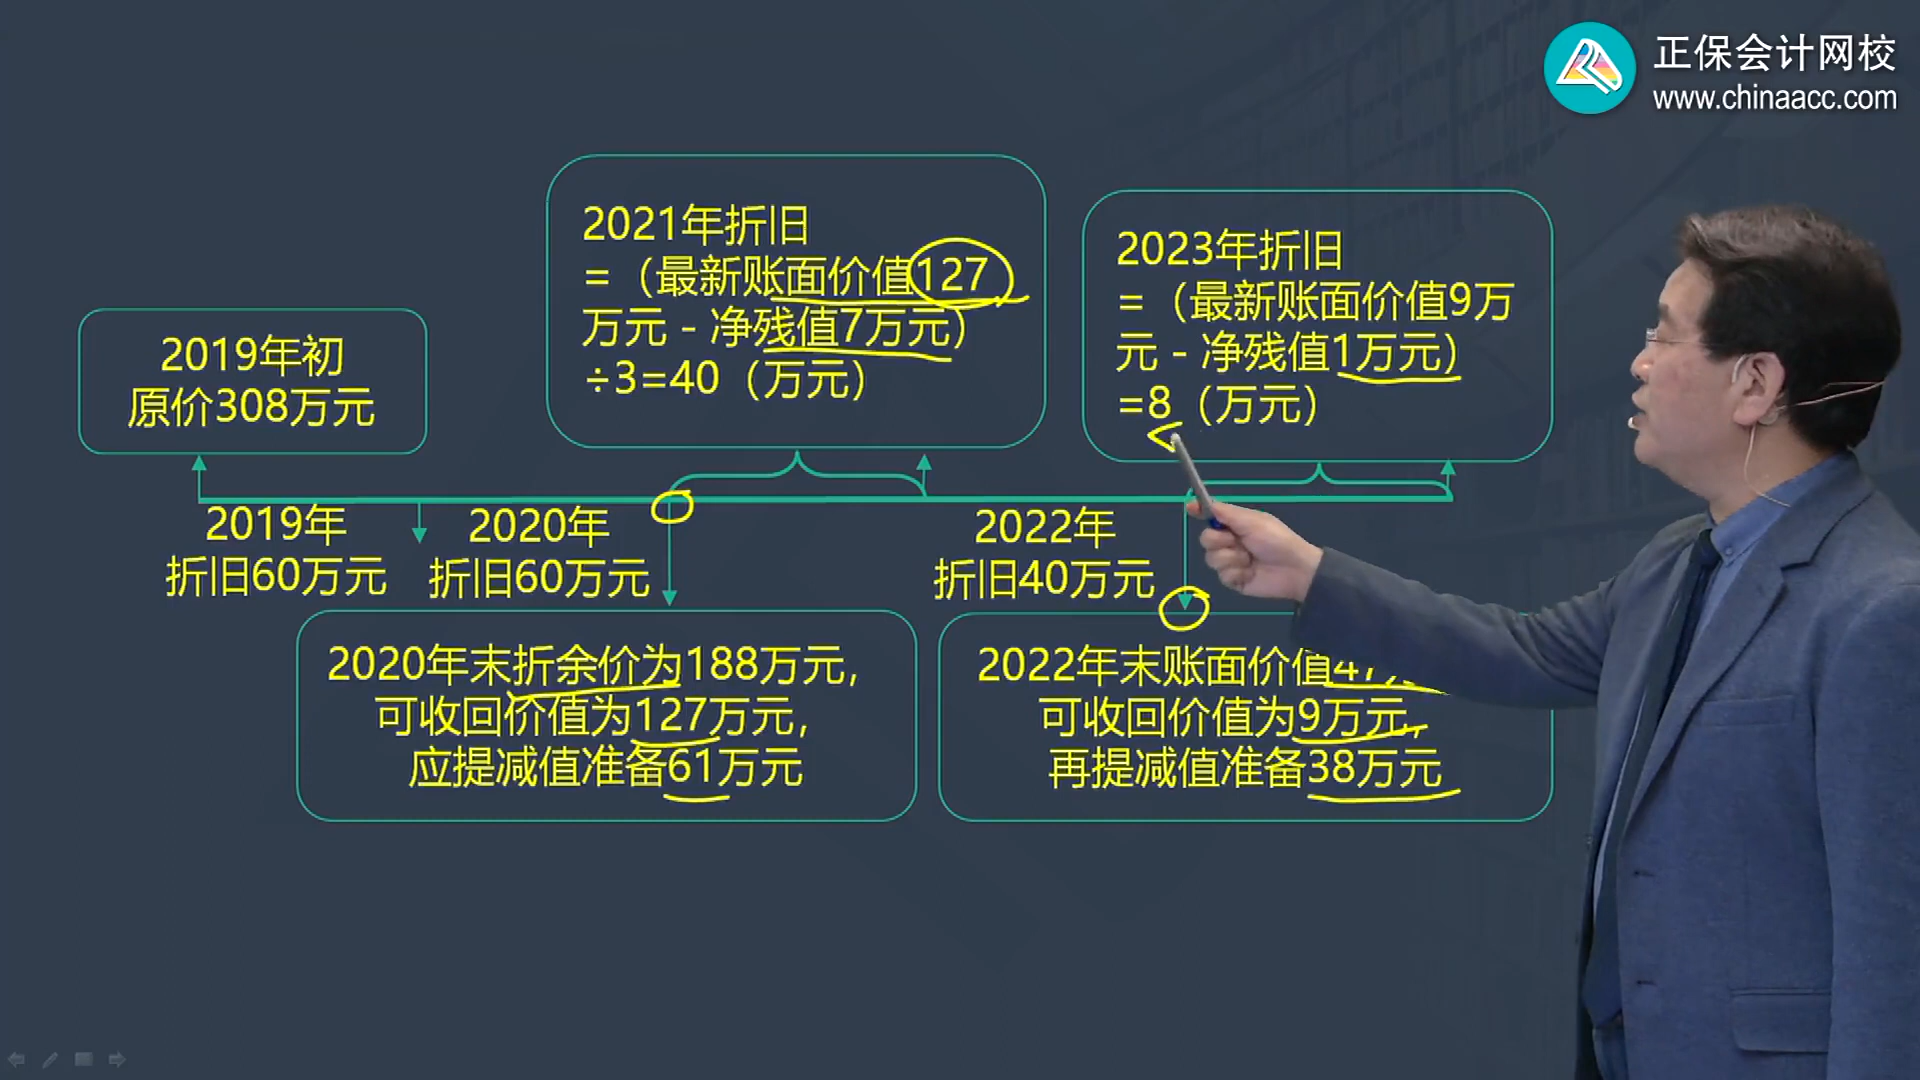 正保会计网校
www.chinaacc.com
2019年初
原价308万元
2021年折旧
=（最新账面价值127
万元-净残值7万元）
÷3=40（万元）
2023年折旧
=（最新账面价值9万
元-净残值1万元）
=8（万元）
2019年
折旧60万元
2020年
折旧60万元
2022年
折旧40万元
2020年末折余价为188万元，
可收回价值为127万元，
应提减值准备61万元
2022年末账面价值
可收回价值为9万元，
再提减值准备38万元